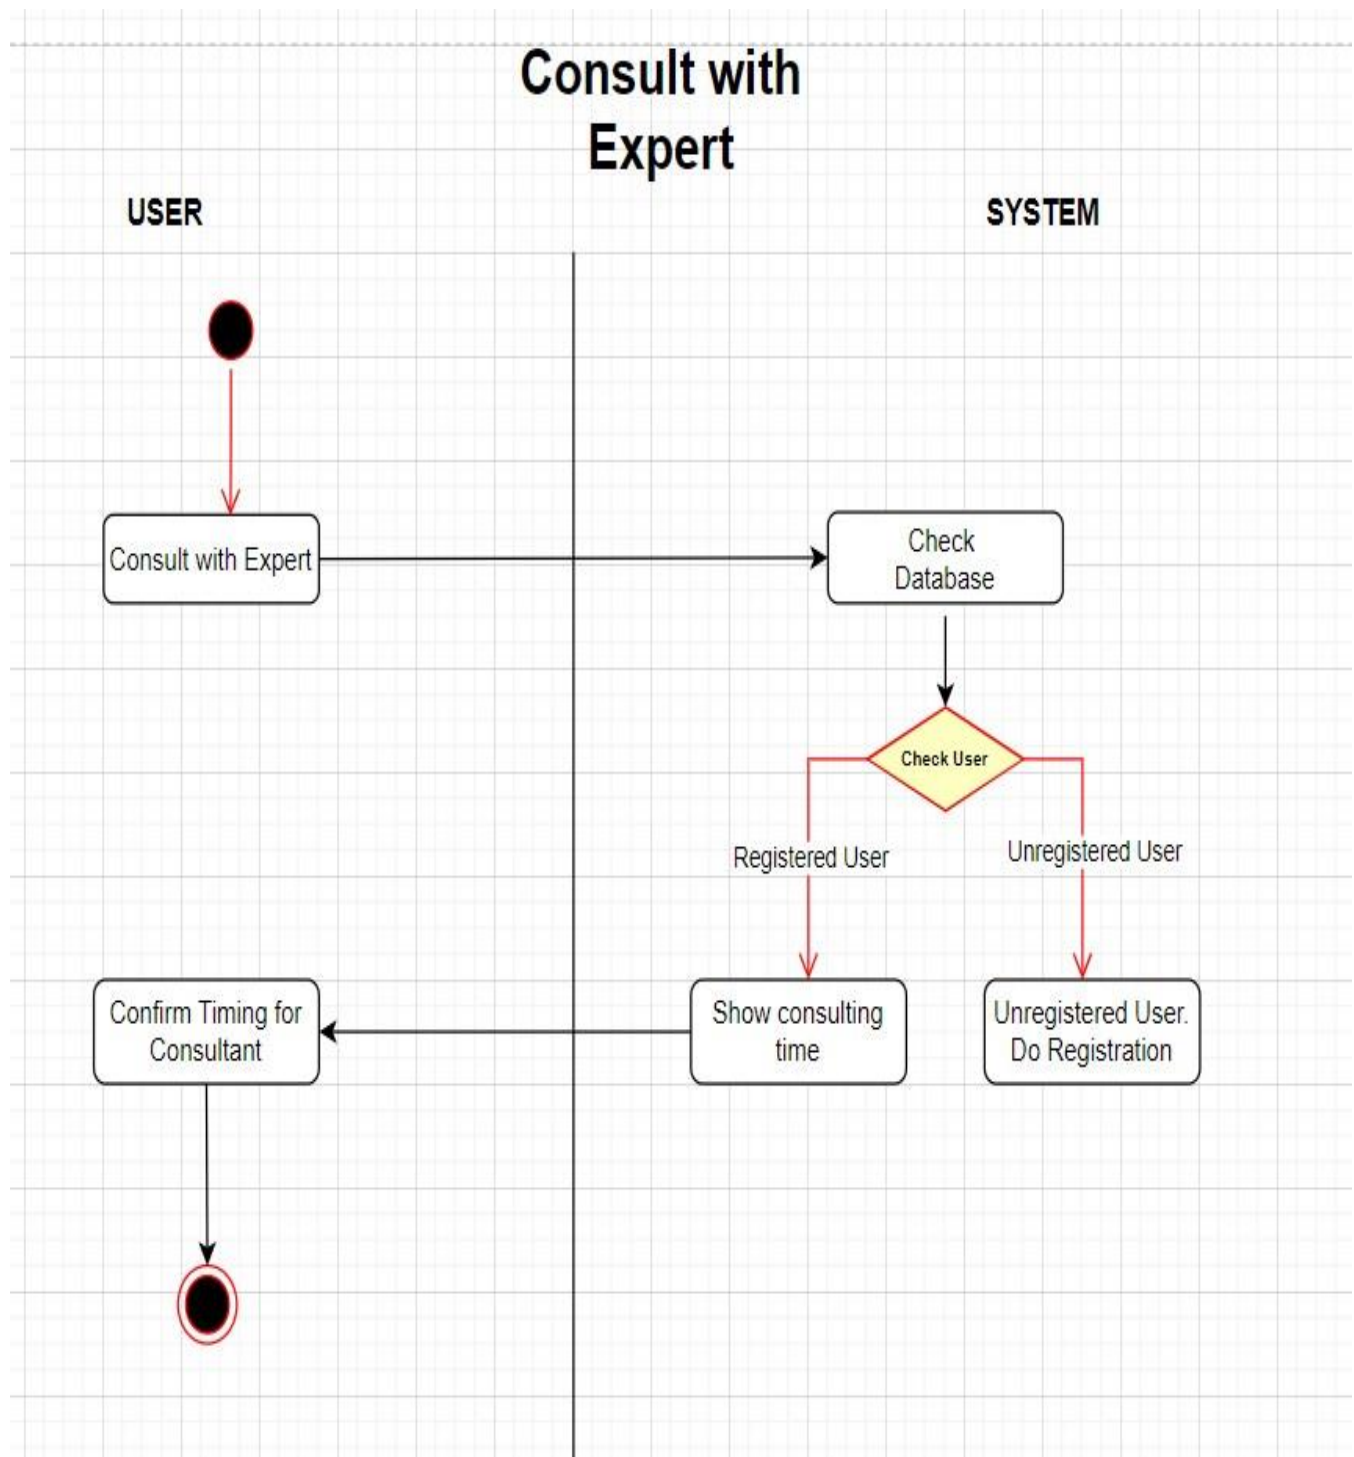 Consult with
Expert
USER
SYSTEM
Consult with Expert
Check
Database
Check User
Registered User
Unregistered User
Confirm Timing for
Consultant
Show consulting
time
Unregistered User.
Do Registration